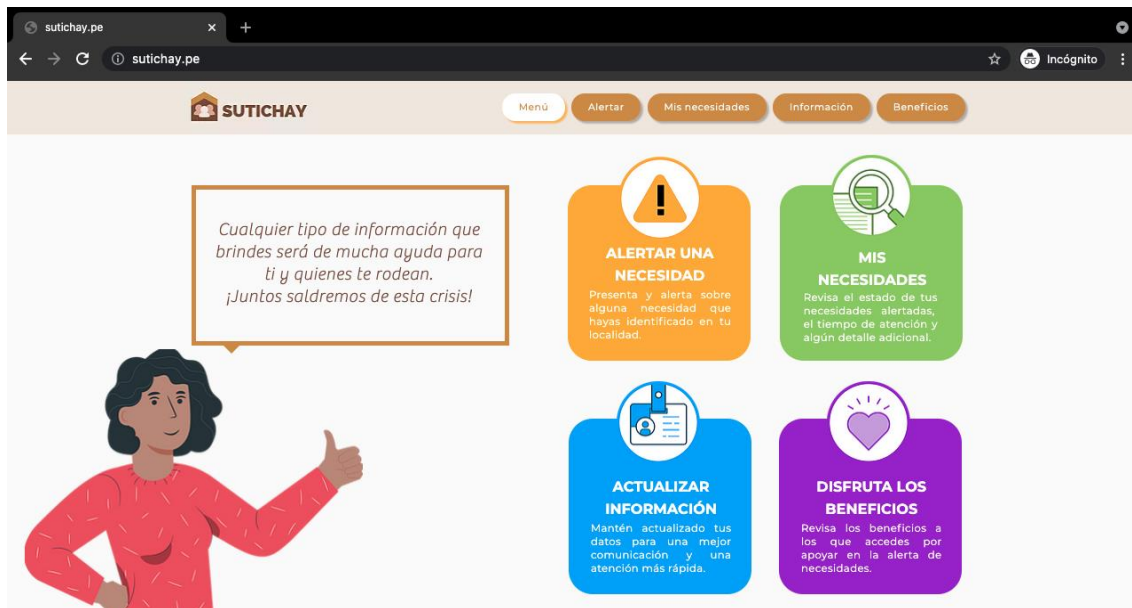 sutichay.pe
sutichay.pe
Incógnito
SUTICHAY
Menú
Alertar
Mis necesidades
Información
Beneficios
Cualquier tipo de información que
brindes será de mucha ayuda para
ti y quienes te rodean.
¡Juntos saldremos de esta crisis!
ALERTAR UNA
NECESIDAD
Presenta y alerta sobre
alguna necesidad que
hayas identificado en tu
localidad.
MIS
NECESIDADES
Revisa el estado de tus
necesidades alertadas,
el tiempo de atención y
algún detalle adicional.
ACTUALIZAR
INFORMACIÓN
Mantén actualizado tus
datos para una mejor
comunicación y una
atención más rápida.
DISFRUTA LOS
BENEFICIOS
Revisa los beneficios a
los que accedes por
apoyar en la alerta de
necesidades.